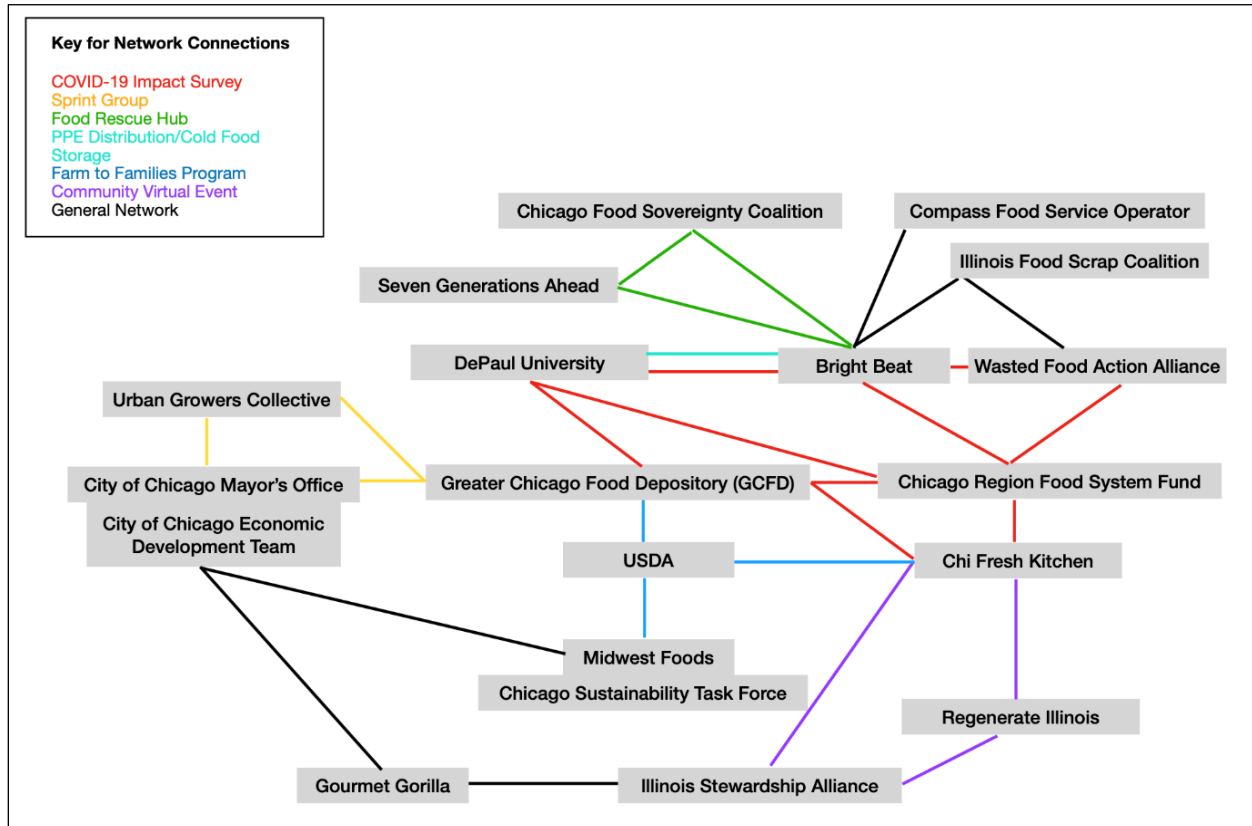 Key for Network Connections
COVID-19 Impact Survey
Sprint Group
Food Rescue Hub
PPE Distribution/Cold Food
Storage
Farm to Families Program
Community Virtual Event
General Network
Chicago Food Sovereignty Coalition
Compass Food Service Operator
Illinois Food Scrap Coalition
Seven Generations Ahead
DePaul University
Bright Beat
Wasted Food Action Alliance
Urban Growers Collective
City of Chicago Mayor's Office
Greater Chicago Food Depository (GCFD)
Chicago Region Food System Fund
City of Chicago Economic
Development Team
USDA
Chi Fresh Kitchen
Midwest Foods
Chicago Sustainability Task Force
Regenerate Illinois
Gourmet Gorilla
Illinois Stewardship Alliance